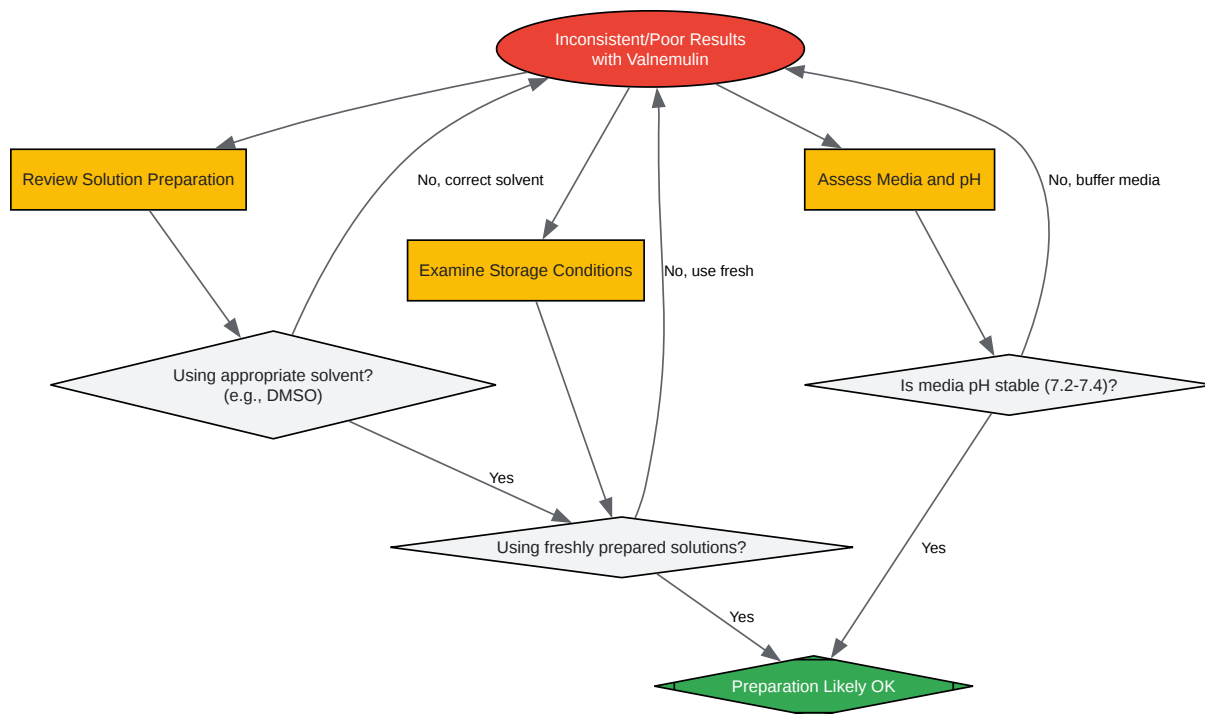 Inconsistent/Poor Results
with Valnemulin
Review Solution Preparation
No, correct solvent
Assess Media and pH
No, buffer media
Examine Storage Conditions
No, use fresh
Using appropriate solvent?
(e.g., DMSO)
Is media pH stable (7.2-7.4)?
Yes
Using freshly prepared solutions?
Yes
Yes
Preparation Likely OK